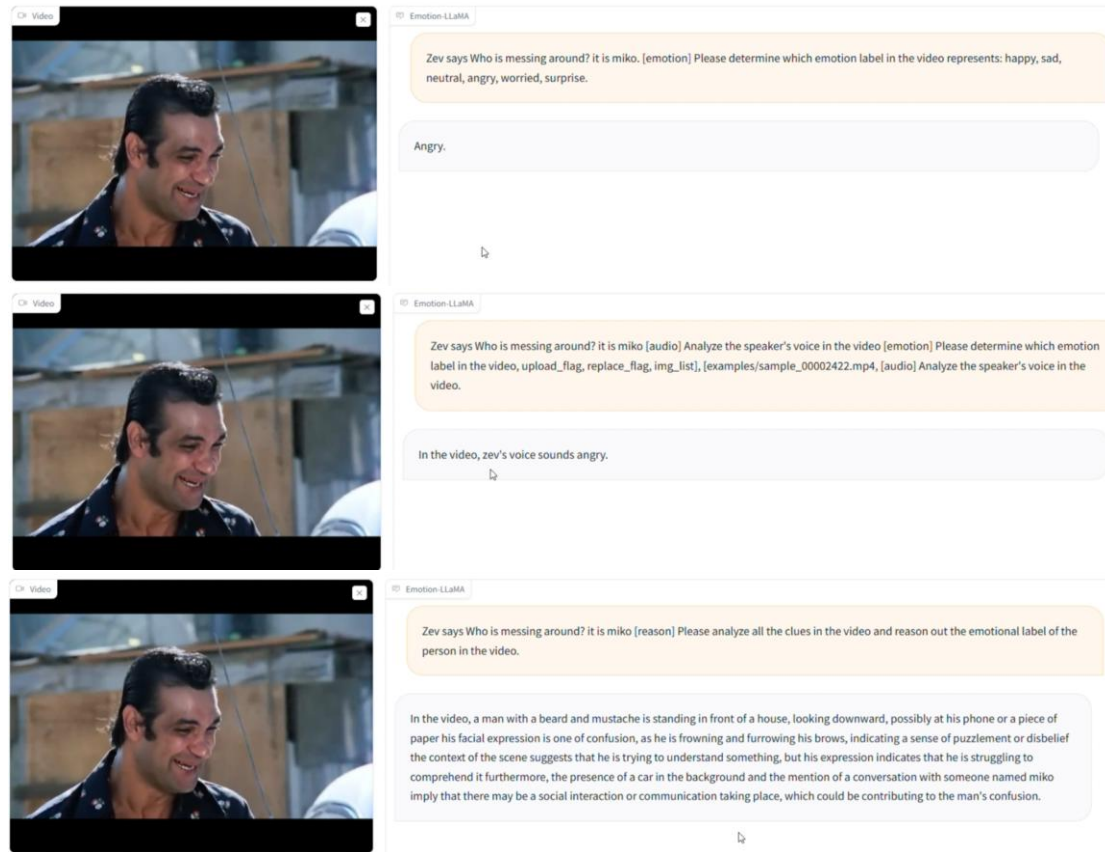 Video
Emotion-LLaMA
Zev says Who is messing around? it is miko. [emotion] Please determine which emotion label in the video represents: happy, sad,
neutral, angry, worried, surprise.
Angry.
Video
Emotion-LLaMA
Zev says Who is messing around? it is miko [audio] Analyze the speaker's voice in the video [emotion] Please determine which emotion
label in the video, upload_flag, replace_flag, img_list], [examples/sample_00002422.mp4, [audio] Analyze the speaker's voice in the
video.
In the video, zev's voice sounds angry.
Video
Emotion-LLaMA
Zev says Who is messing around? it is miko [reason] Please analyze all the clues in the video and reason out the emotional label of the
person in the video.
In the video, a man with a beard and mustache is standing in front of a house, looking downward, possibly at his phone or a piece of
paper his facial expression is one of confusion, as he is frowning and furrowing his brows, indicating a sense of puzzlement or disbelief
the context of the scene suggests that he is trying to understand something, but his expression indicates that he is struggling to
comprehend it furthermore, the presence of a car in the background and the mention of a conversation with someone named miko
imply that there may be a social interaction or communication taking place, which could be contributing to the man's confusion.